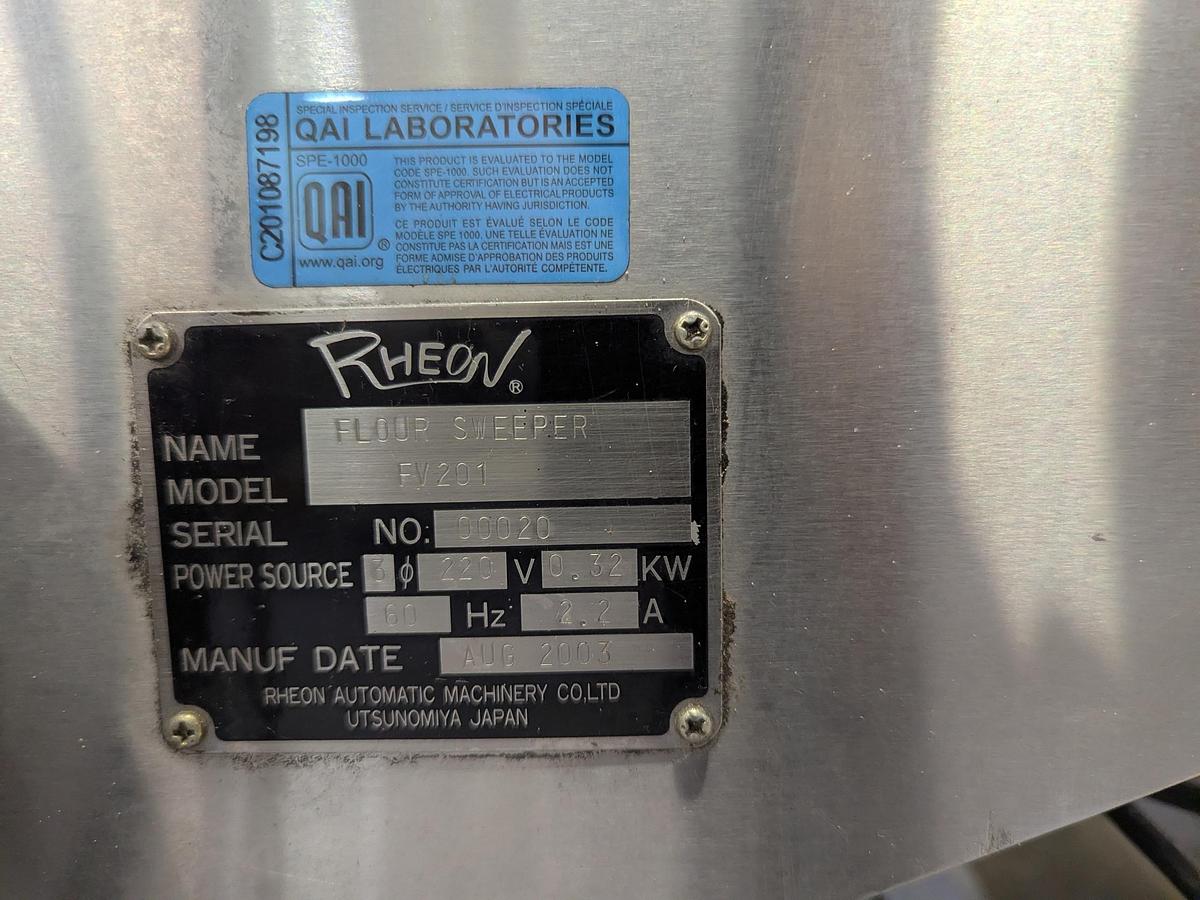 C201087198
SPECIAL INSPECTION SERVICE / SERVICE D'INSPECTION SPÉCIALE
QAI LABORATORIES
SPE-1000
QAI ®
www.qai.org
THIS PRODUCT IS EVALUATED TO THE MODEL
CODE SPE-1000. SUCH EVALUATION DOES NOT
CONSTITUTE CERTIFICATION BUT IS AN ACCEPTED
FORM OF APPROVAL OF ELECTRICAL PRODUCTS
BY THE AUTHORITY HAVING JURISDICTION.
CE PRODUIT EST ÉVALUÉ SELON LE CODE
MODÈLE SPE 1000, UNE TELLE ÉVALUATION NE
CONSTITUE PAS LA CERTIFICATION MAIS EST UNE
FORME ADMISE D'APPROBATION DES PRODUITS
ÉLECTRIQUES PAR L'AUTORITÉ COMPÉTENTE.
RHEON ®
NAME FLOUR SWEEPER
MODEL FV201
SERIAL NO: 00020
POWER SOURCE 3 ϕ 220 V 0.32 KW
60 Hz 2.2 A
MANUF DATE AUG 2003
RHEON AUTOMATIC MACHINERY CO,LTD
UTSUNOMIYA JAPAN